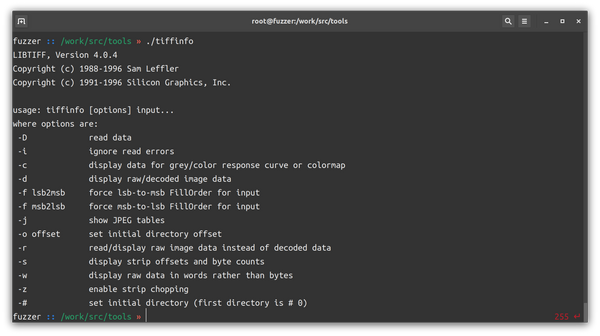 root@fuzzer:/work/src/tools
fuzzer :: /work/src/tools » ./tiffinfo
LIBTIFF, Version 4.0.4
Copyright (c) 1988-1996 Sam Leffler
Copyright (c) 1991-1996 Silicon Graphics, Inc.
usage: tiffinfo [options] input...
where options are:
-D read data
-i ignore read errors
-c display data for grey/color response curve or colormap
-d display raw/decoded image data
-f lsb2msb force lsb-to-msb FillOrder for input
-f msb2lsb force msb-to-lsb FillOrder for input
-j show JPEG tables
-o offset set initial directory offset
-r read/display raw image data instead of decoded data
-s display strip offsets and byte counts
-w display raw data in words rather than bytes
-z enable strip chopping
-# set initial directory (first directory is # 0)
fuzzer :: /work/src/tools » 255 ↵